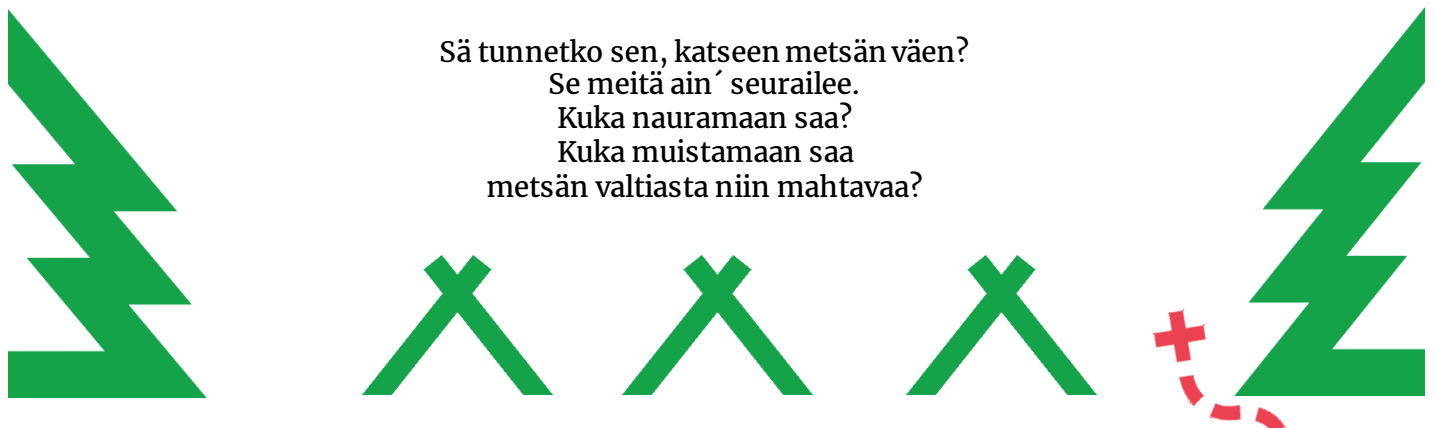 Sä tunnetko sen, katseen metsän väen?
Se meitä ain´ seurailee.
Kuka nauramaan saa?
Kuka muistamaan saa
metsän valtiasta niin mahtavaa?